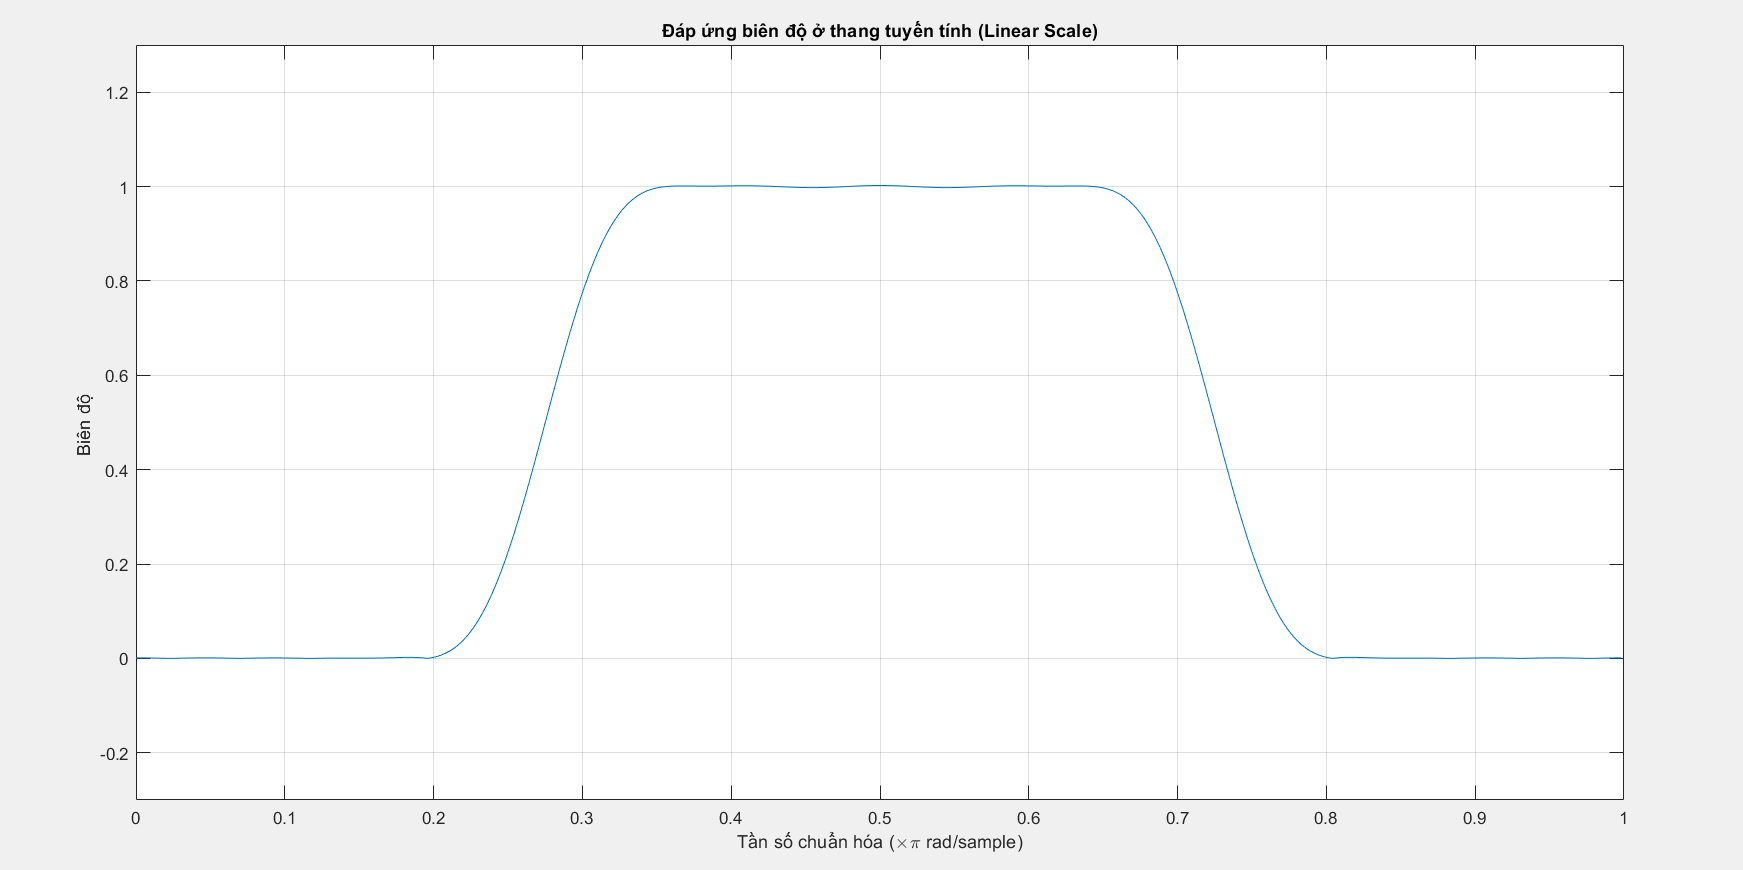 Đáp ứng biên độ ở thang tuyến tính (Linear Scale)
1.2
1
0.8
0.6
0.4
0.2
0
-0.2
Biên độ
0 0.1 0.2 0.3 0.4 0.5 0.6 0.7 0.8 0.9 1
Tần số chuẩn hóa (×π rad/sample)